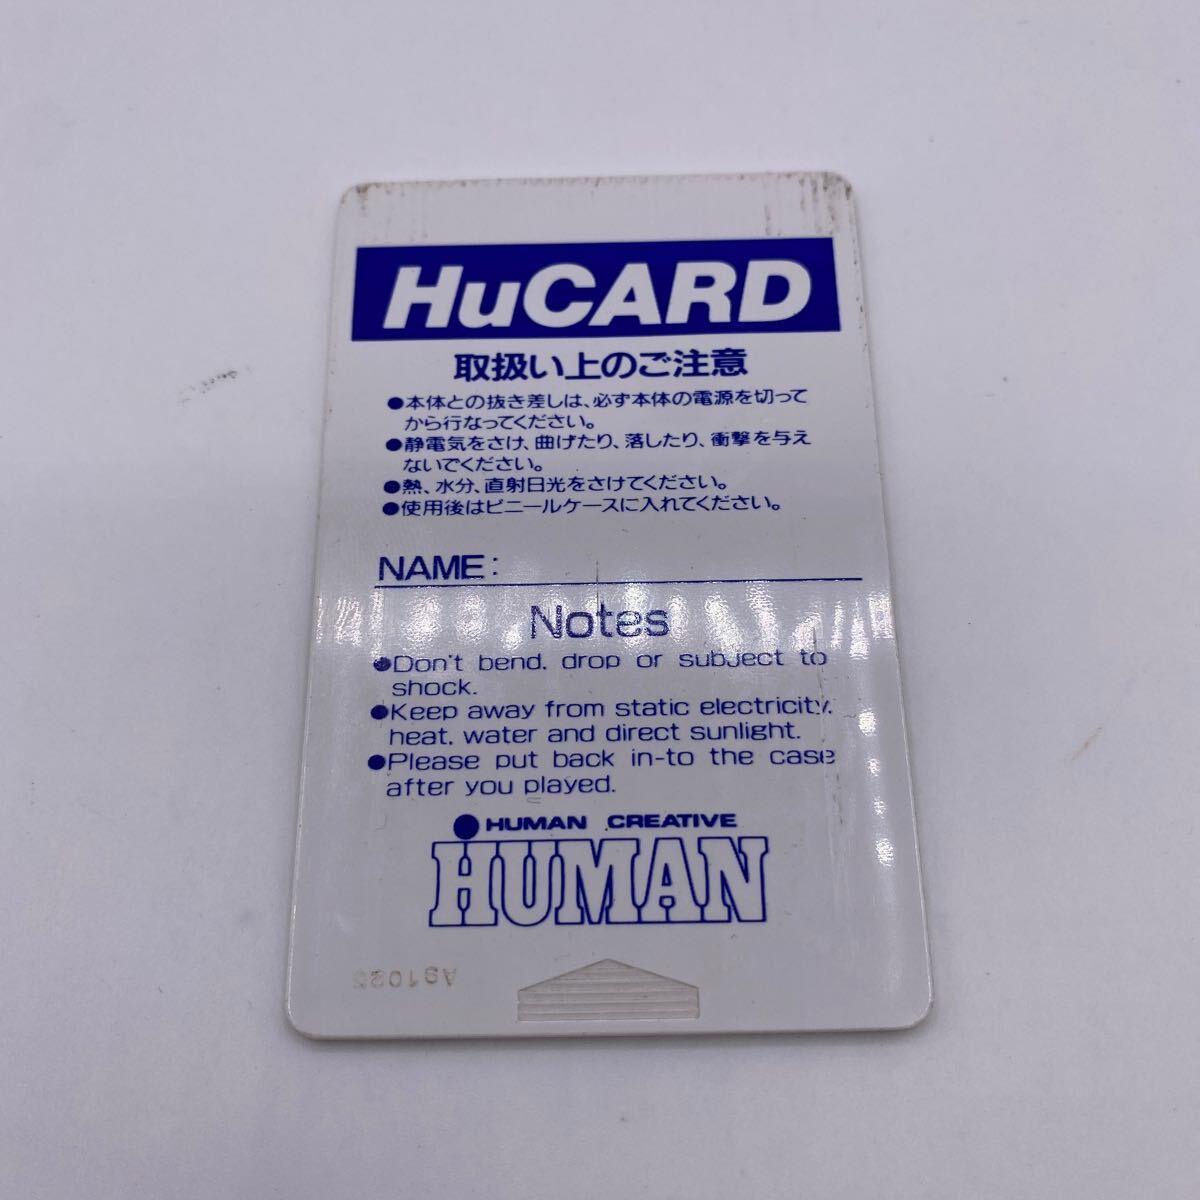 HuCARD
取扱い上のご注意
●本体との抜き差しは、必ず本体の電源を切って
から行なってください。
●静電気をさけ、曲げたり、落したり、衝撃を与え
ないでください。
●熱、水分、直射日光をさけてください。
●使用後はビニールケースに入れてください。
NAME:
Notes
●Don't bend. drop or subject to
shock.
●Keep away from static electricity.
heat. water and direct sunlight.
●Please put back in-to the case
after you played.
HUMAN CREATIVE
HUMAN